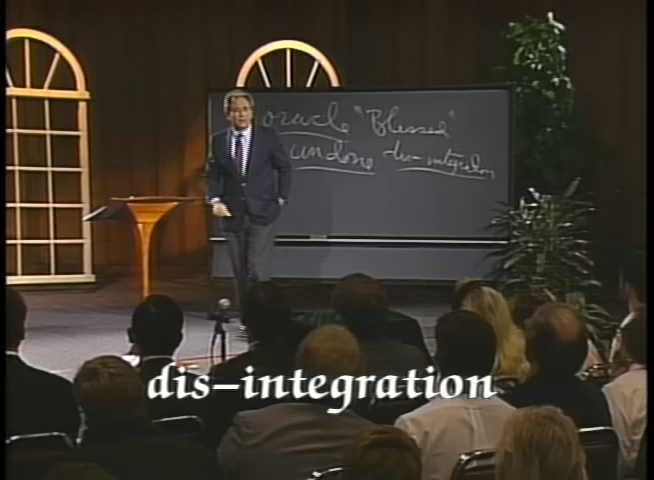 oracle "Blessed"
undone dis-integration
dis–integration